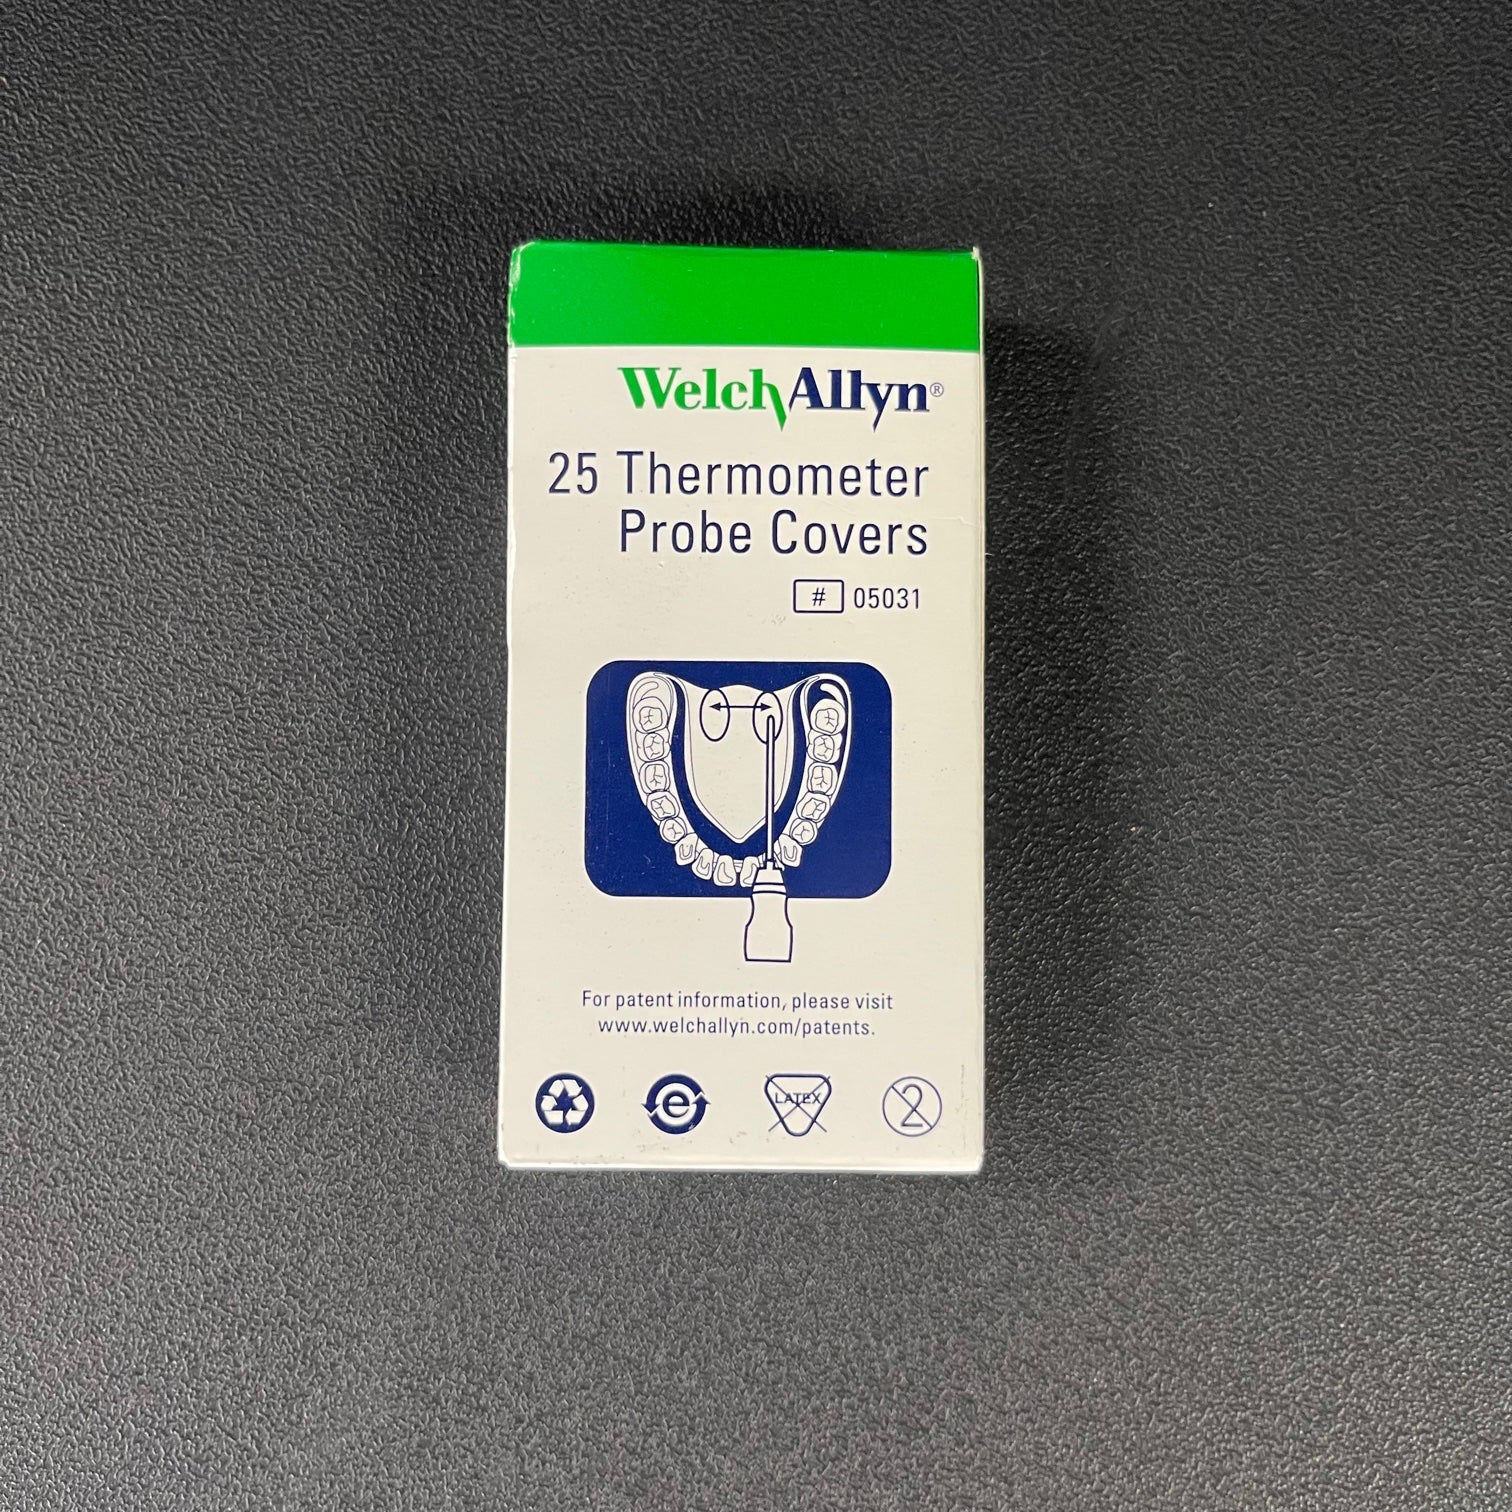 WelchAllyn®
25 Thermometer
Probe Covers
# 05031
For patent information, please visit
www.welchallyn.com/patents.
e
LATEX
2